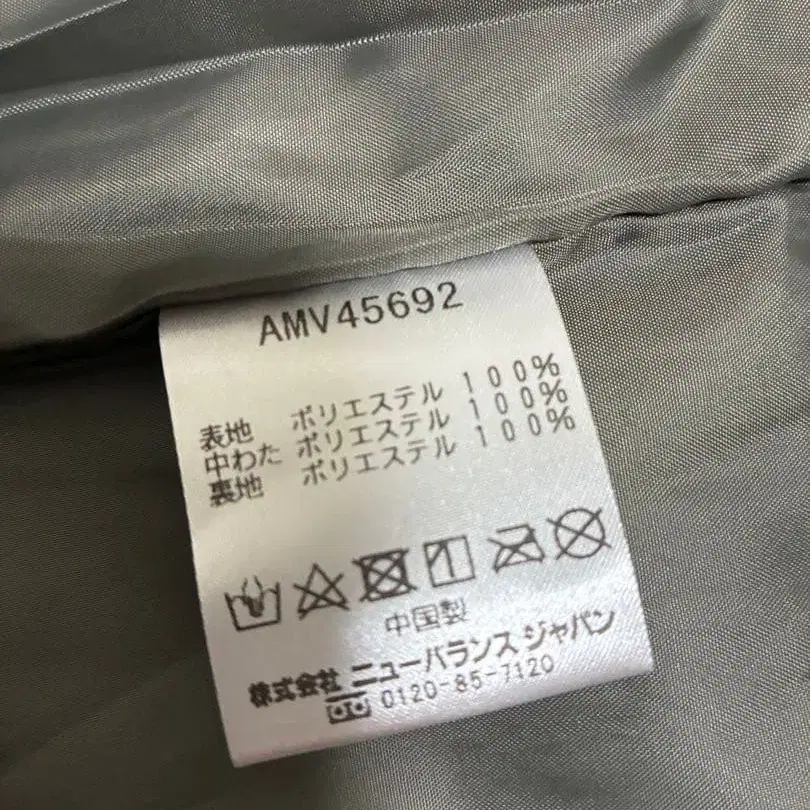 AMV45692
表地 ポリエステル 100%
中わた ポリエステル 100%
裏地 ポリエステル 100%
中国製
株式会社 ニューバランス ジャパン
0120-85-7120